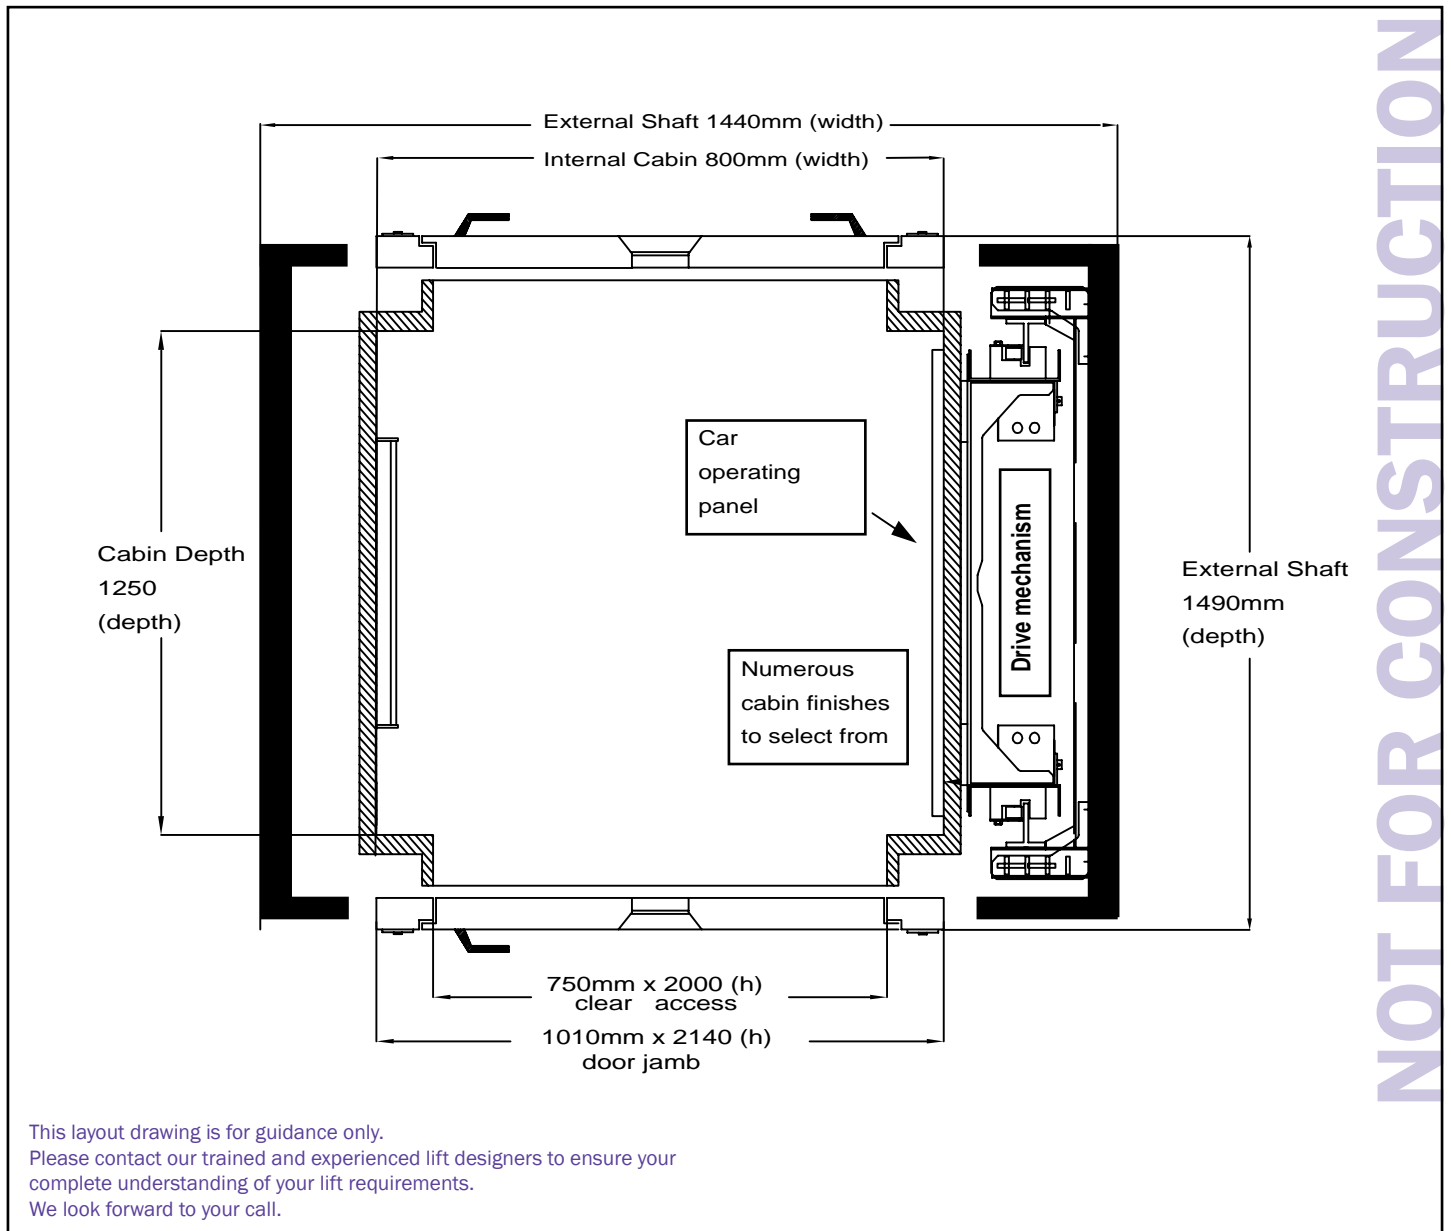 External Shaft 1440mm (width)
Internal Cabin 800mm (width)
Car
operating
panel
Cabin Depth
1250
(depth)
Drive mechanism
External Shaft
1490mm
(depth)
Numerous
cabin finishes
to select from
750mm x 2000 (h)
clear access
1010mm x 2140 (h)
door jamb
NOT FOR CONSTRUCTION
This layout drawing is for guidance only.
Please contact our trained and experienced lift designers to ensure your
complete understanding of your lift requirements.
We look forward to your call.